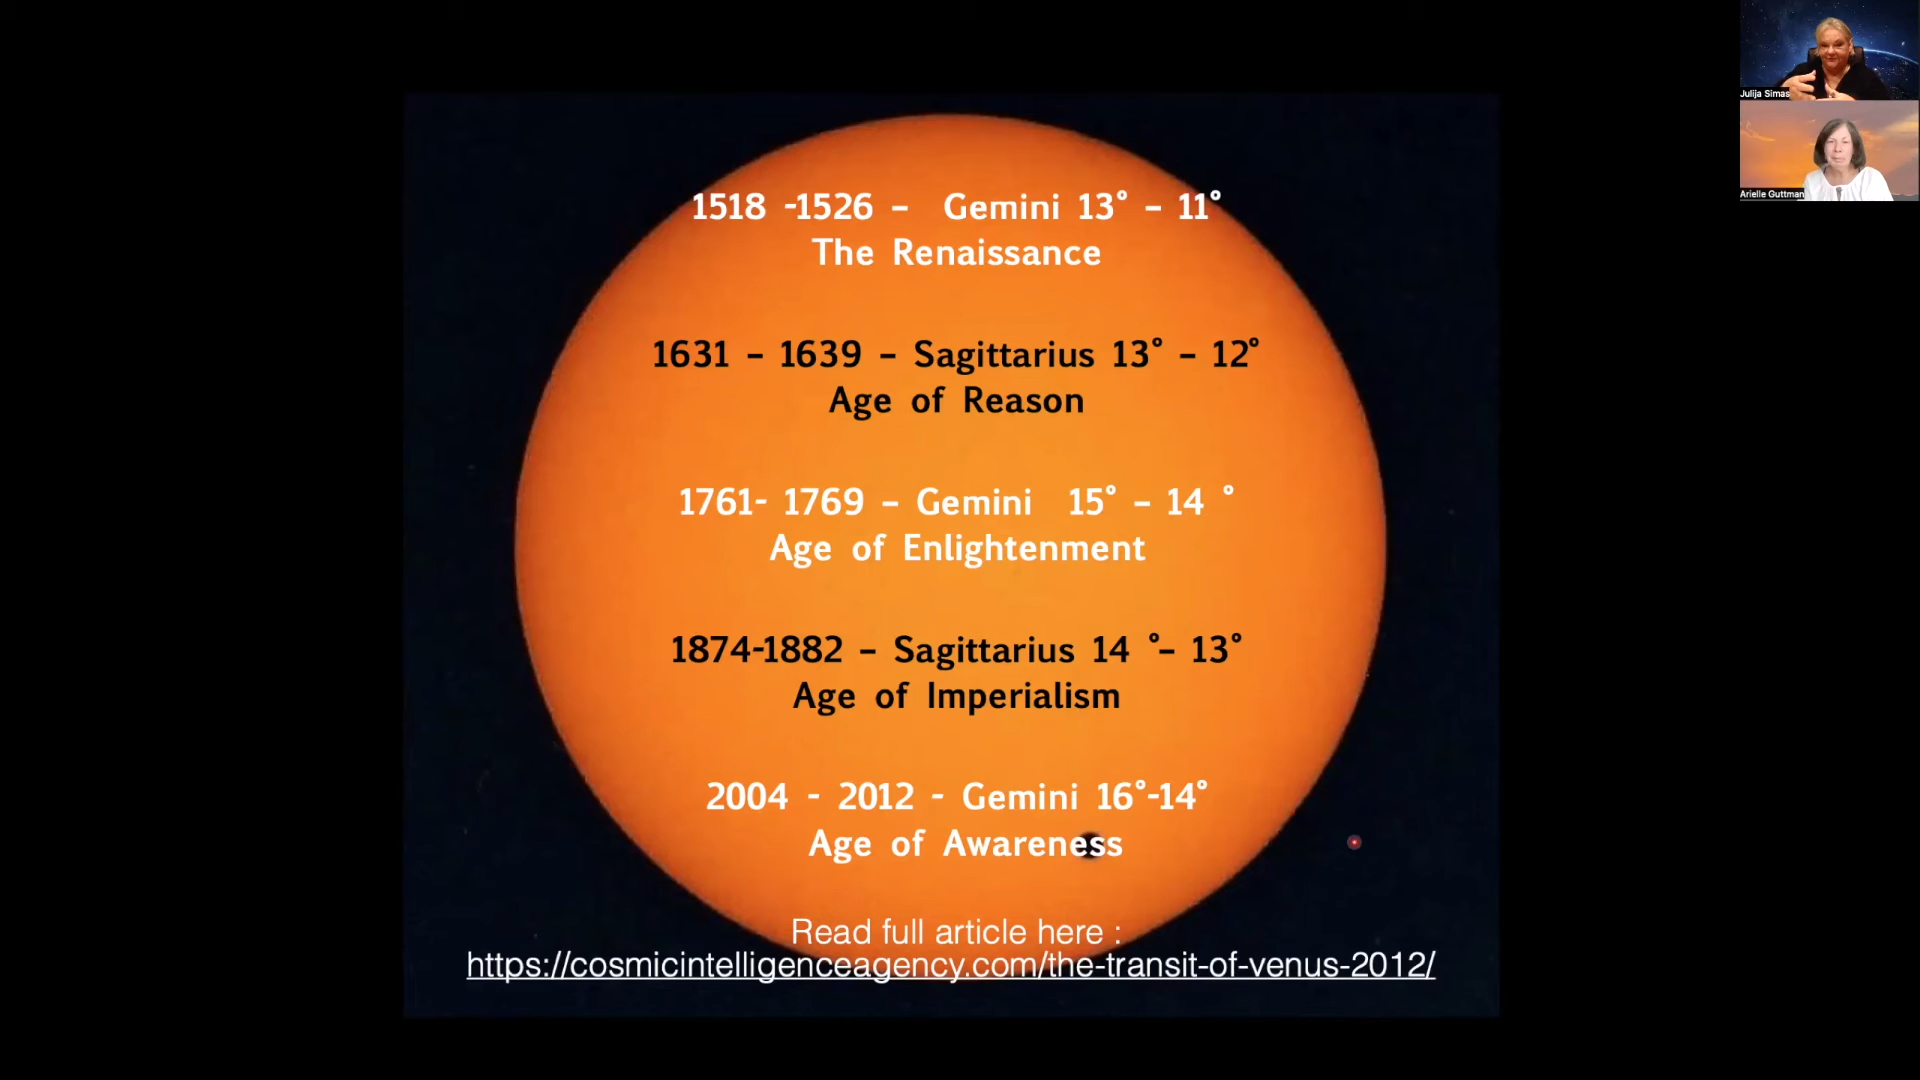 1518 -1526 – Gemini 13° – 11°
The Renaissance
1631 – 1639 – Sagittarius 13° – 12°
Age of Reason
1761- 1769 – Gemini 15° – 14 °
Age of Enlightenment
1874-1882 – Sagittarius 14 °– 13°
Age of Imperialism
2004 - 2012 - Gemini 16°-14°
Age of Awareness
Read full article here :
https://cosmicintelligenceagency.com/the-transit-of-venus-2012/
Julija Simas
Arielle Guttman